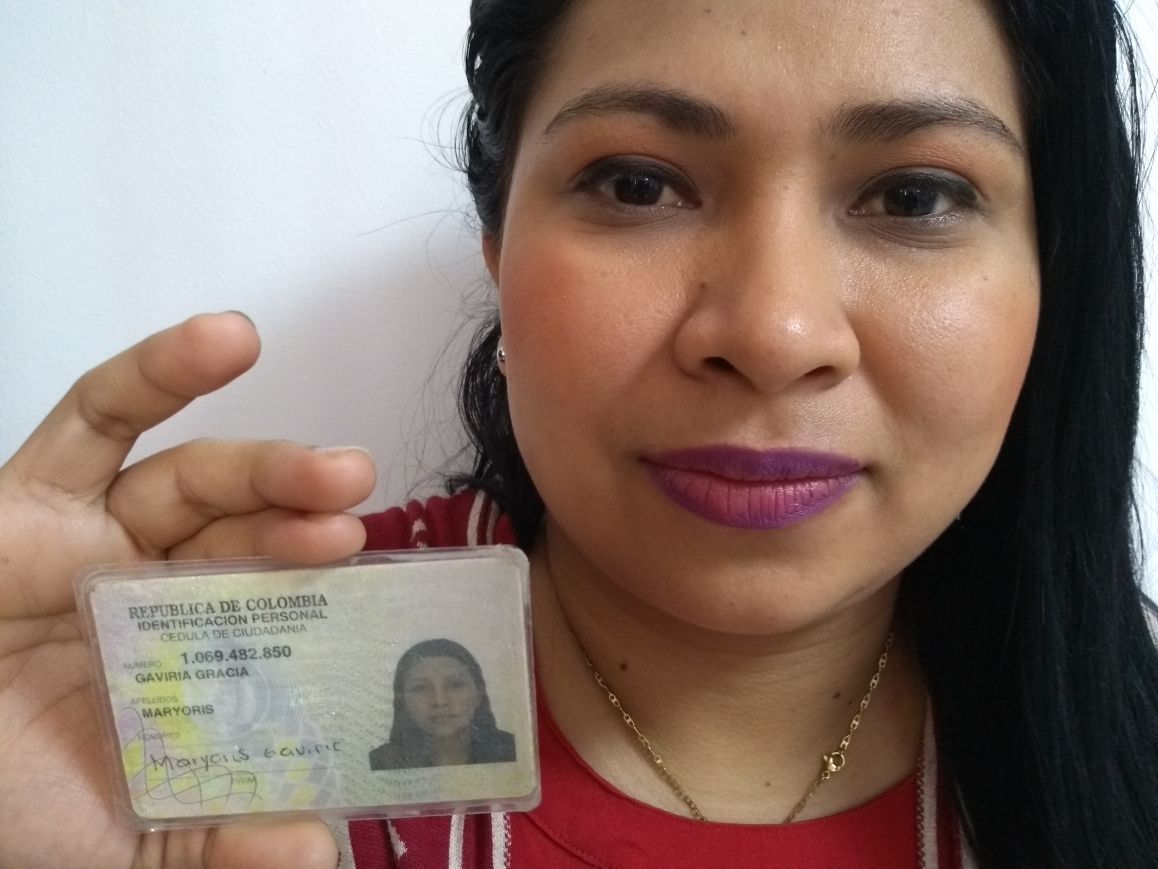 REPUBLICA DE COLOMBIA
IDENTIFICACION PERSONAL
CEDULA DE CIUDADANIA
NUMERO 1.069.482.850
GAVIRIA GRACIA
APELLIDOS
MARYORIS
NOMBRES
Maryoris Gaviria
FIRMA